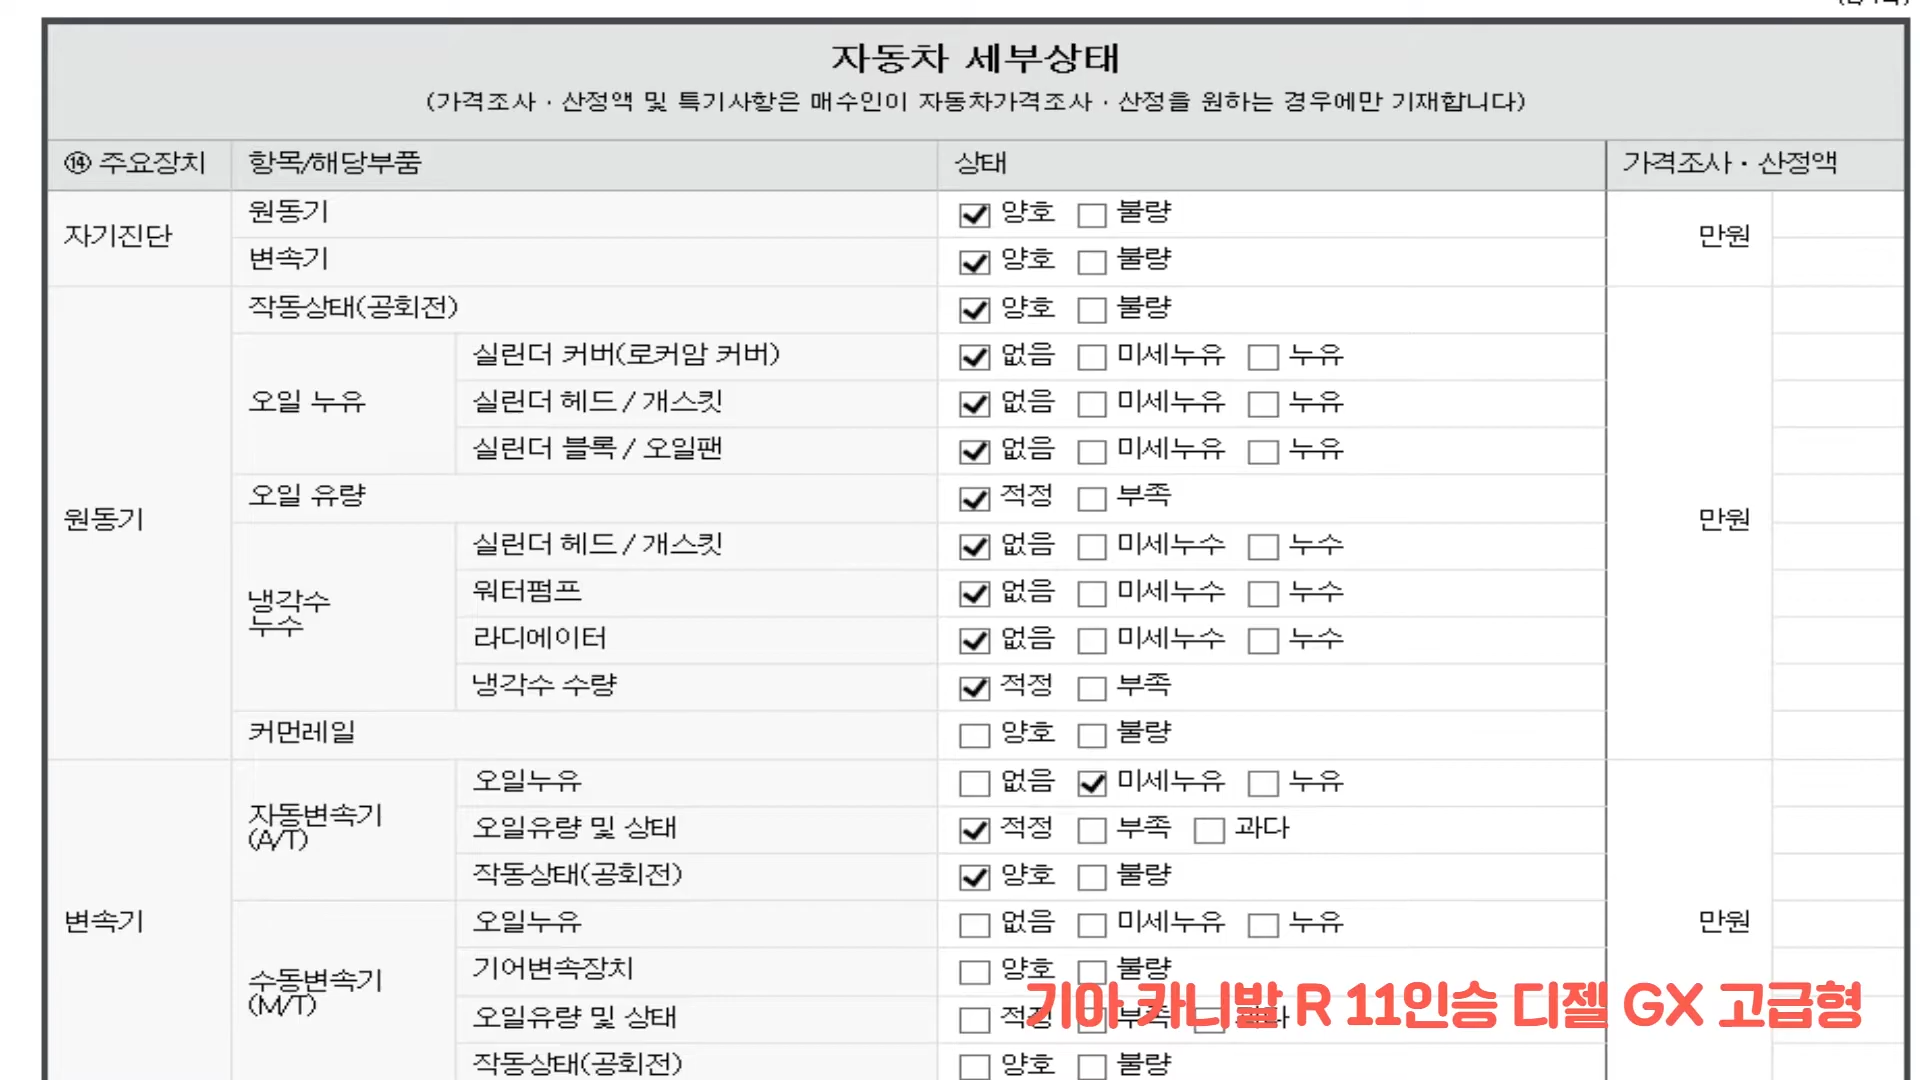 자동차 세부상태
(가격조사 · 산정액 및 특기사항은 매수인이 자동차가격조사 · 산정을 원하는 경우에만 기재합니다)
⑭ 주요장치 항목/해당부품 상태 가격조사 · 산정액
자기진단 원동기 양호 불량 만원
변속기 양호 불량
원동기 작동상태(공회전) 양호 불량 만원
오일 누유 실린더 커버(로커암 커버) 없음 미세누유 누유
실린더 헤드 / 개스킷 없음 미세누유 누유
실린더 블록 / 오일팬 없음 미세누유 누유
오일 유량 적정 부족
냉각수
누수
실린더 헤드 / 개스킷 없음 미세누수 누수
워터펌프 없음 미세누수 누수
라디에이터 없음 미세누수 누수
냉각수 수량 적정 부족
커먼레일 양호 불량
변속기 만원
자동변속기
(A/T)
오일누유 없음 미세누유 누유
오일유량 및 상태 적정 부족 과다
작동상태(공회전) 양호 불량
수동변속기
(M/T)
오일누유 없음 미세누유 누유
기어변속장치 양호 불량
오일유량 및 상태 적정 부족 과다
작동상태(공회전) 양호 불량
기아 카니발 R 11인승 디젤 GX 고급형